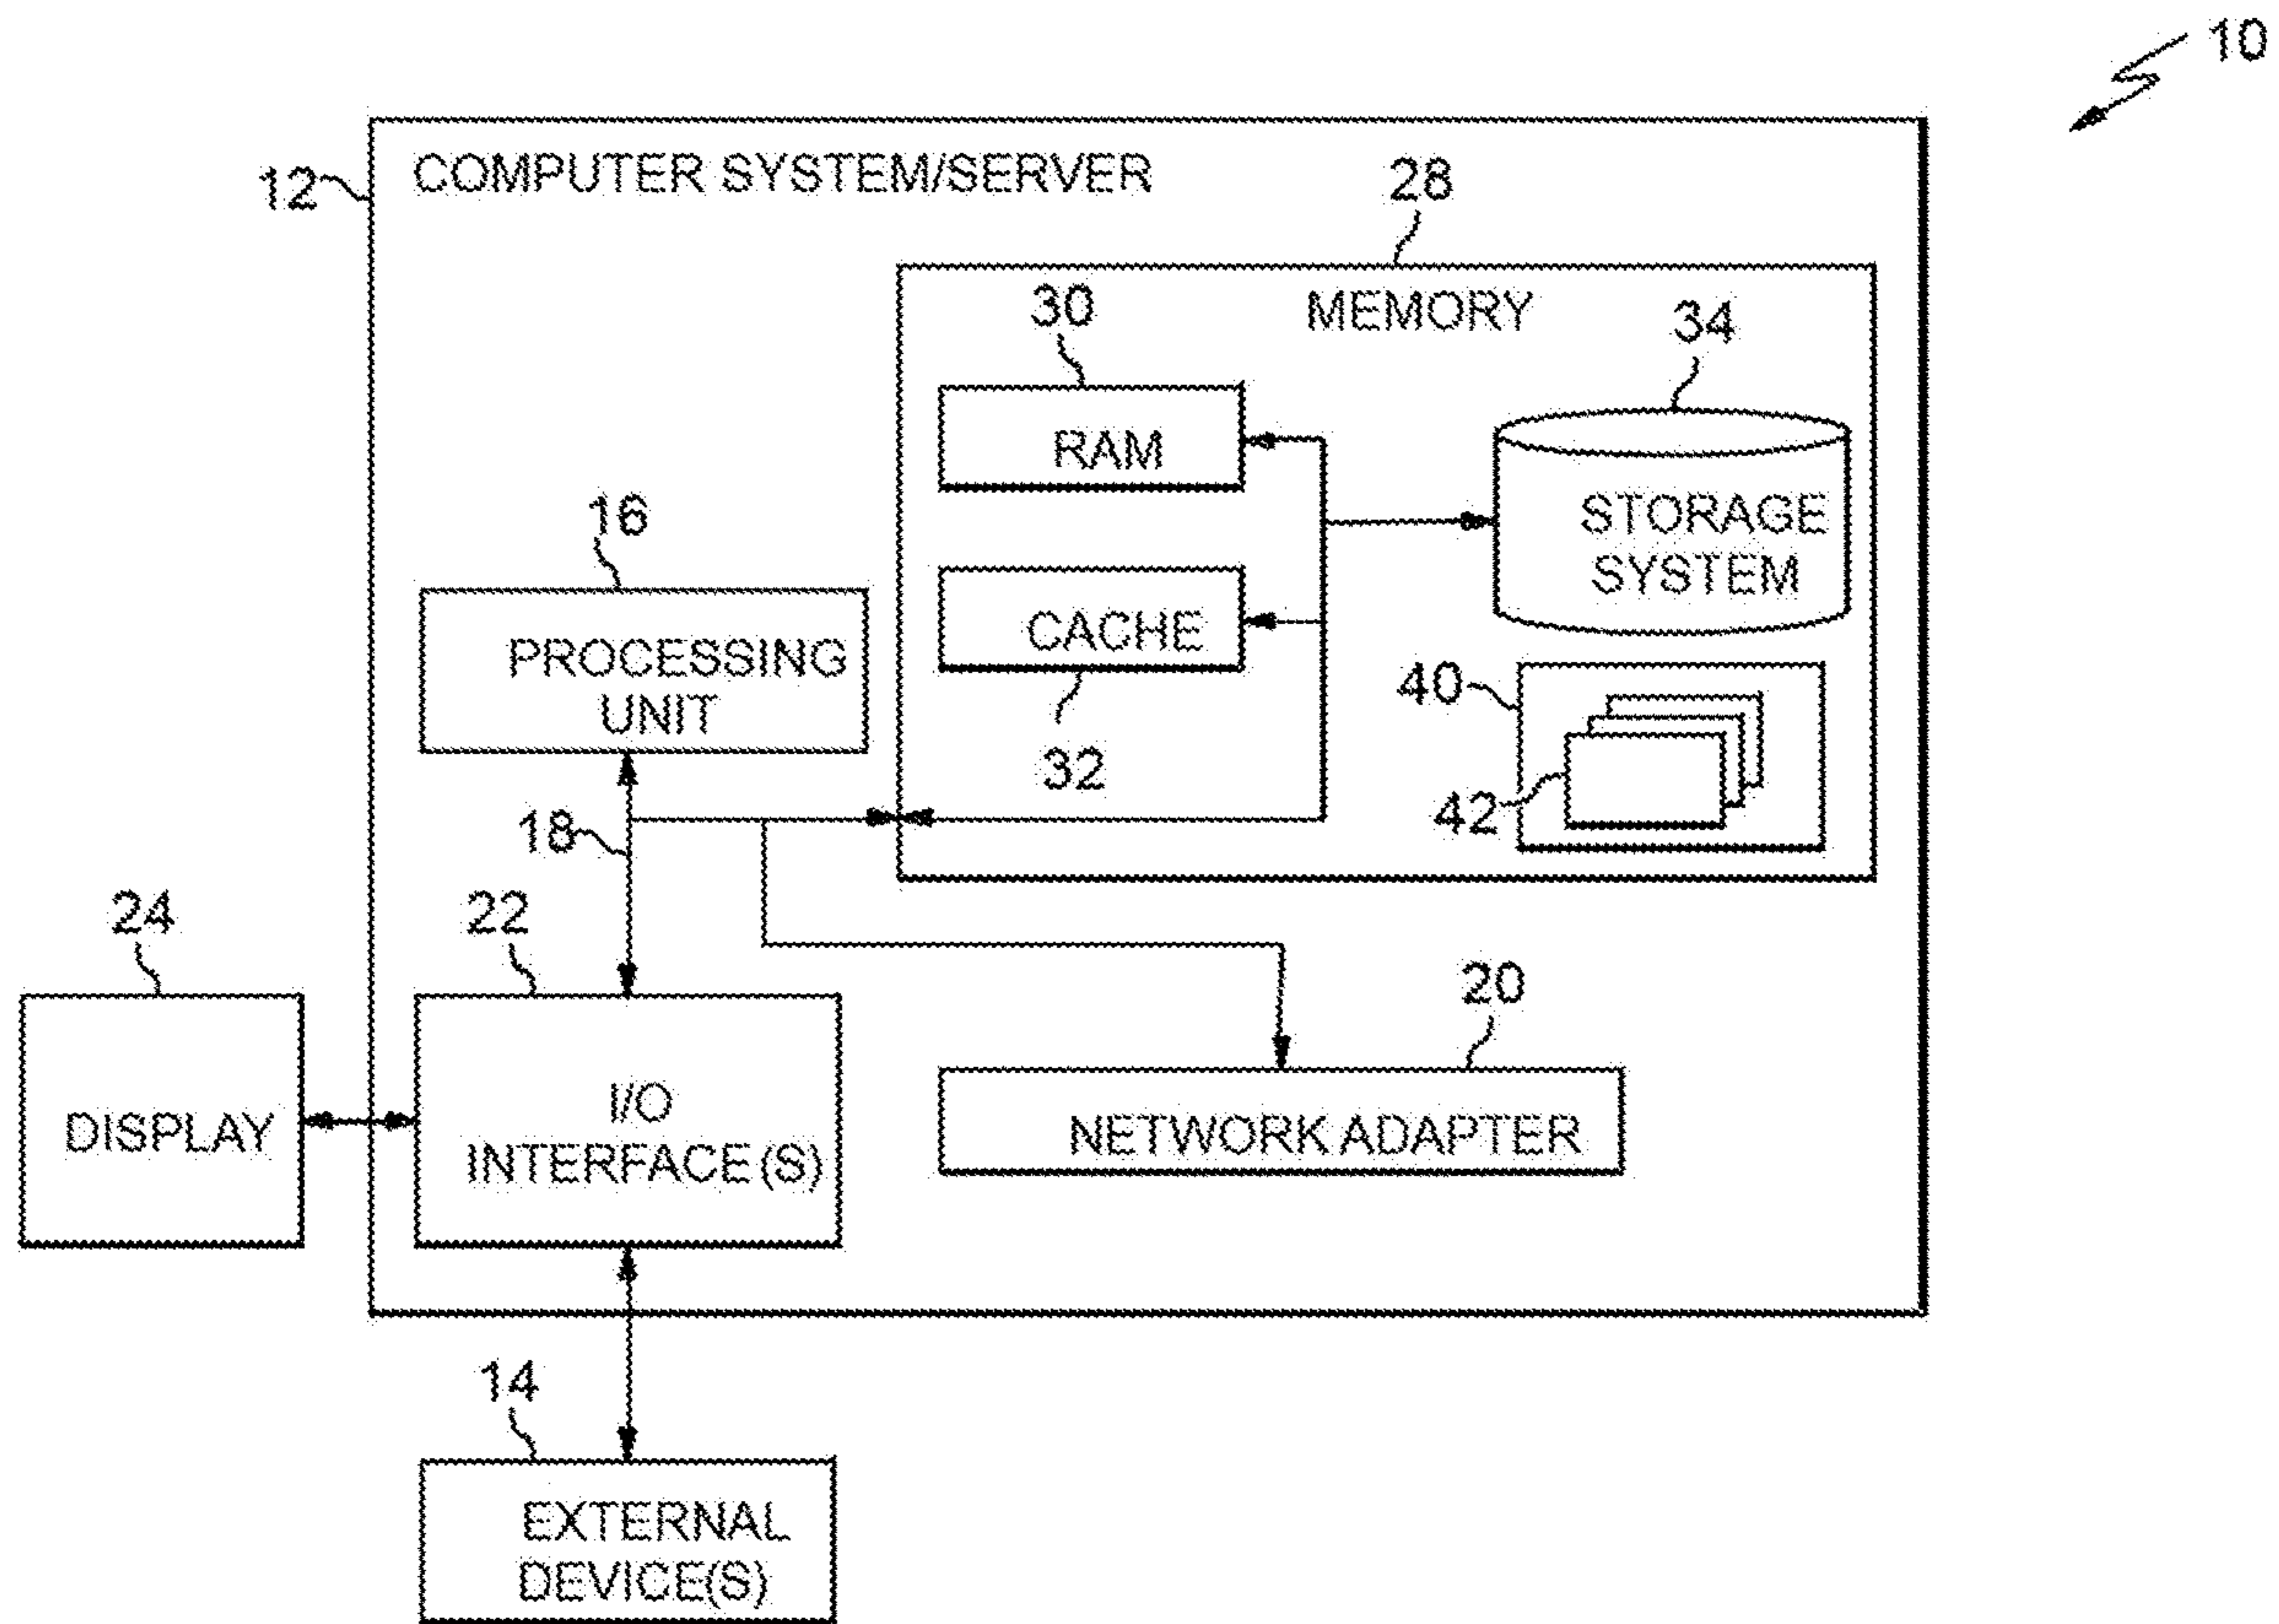 10
12
COMPUTER SYSTEM/SERVER
28
MEMORY
30
34
RAM
STORAGE
SYSTEM
16
CACHE
PROCESSING
UNIT
40
32
42
18
24
22
20
DISPLAY
I/O
INTERFACE(S)
NETWORK ADAPTER
14
EXTERNAL
DEVICE(S)